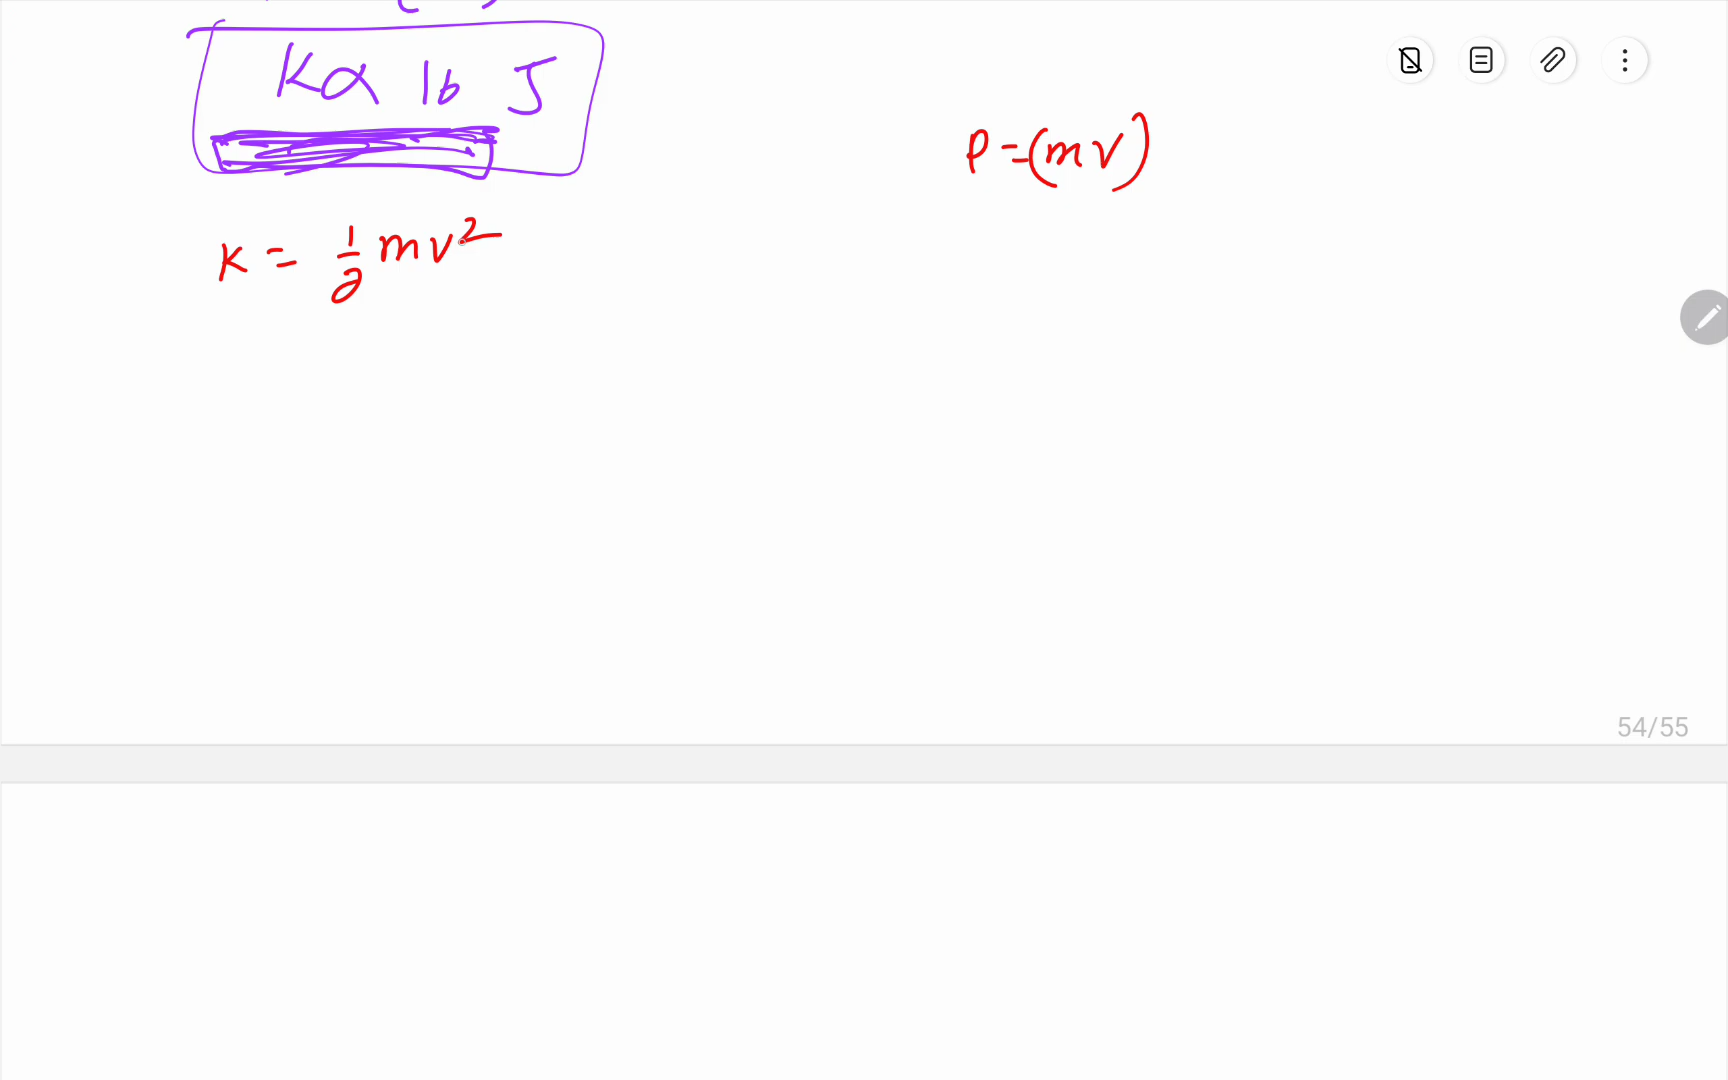 Kα 16 J
P = (mv)
K = 1/2 mv²
54/55